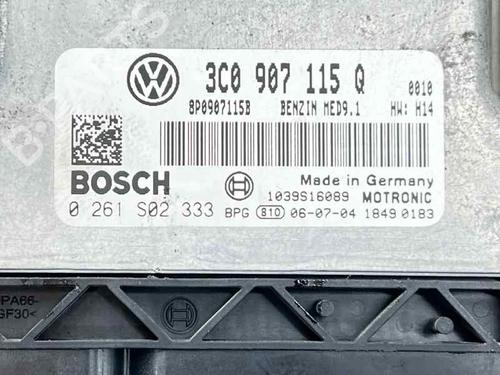 3C0 907 115 Q 0010
8P0907115B BENZIN MED9.1 HW: H14
BOSCH
Made in Germany
1039S16089 MOTRONIC
0 261 S02 333 BPG 810 06-07-04 1849 0183
PA66-
GF30<